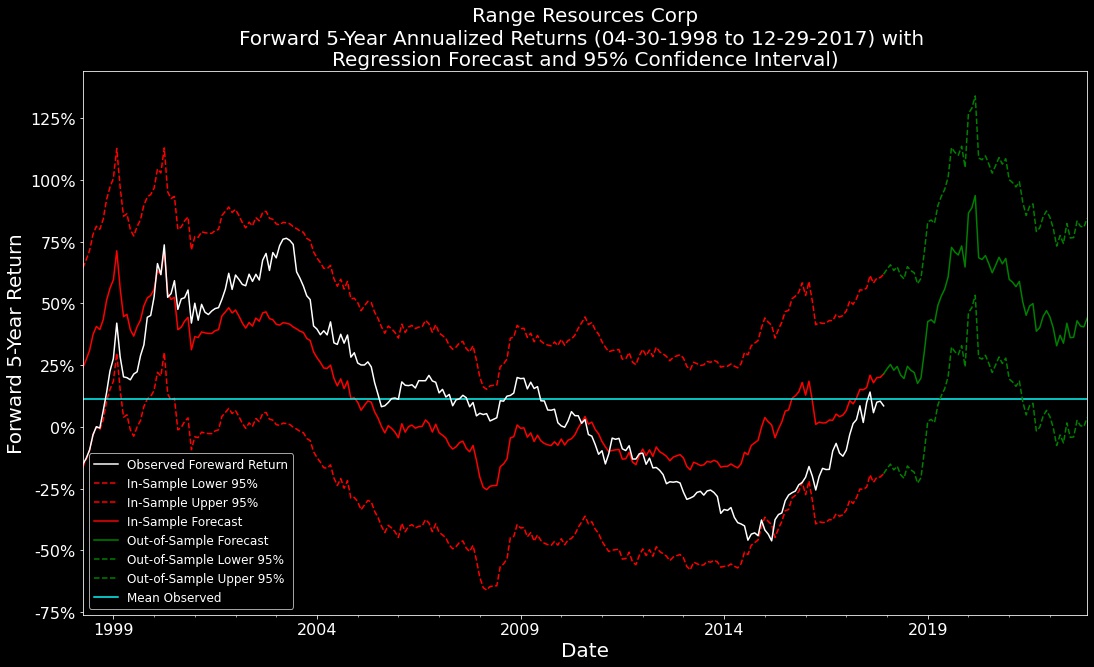 Range Resources Corp
Forward 5-Year Annualized Returns (04-30-1998 to 12-29-2017) with
Regression Forecast and 95% Confidence Interval)
Forward 5-Year Return
125%
100%
75%
50%
25%
0%
-25%
-50%
-75%
Observed Foreward Return
In-Sample Lower 95%
In-Sample Upper 95%
In-Sample Forecast
Out-of-Sample Forecast
Out-of-Sample Lower 95%
Out-of-Sample Upper 95%
Mean Observed
1999 2004 2009 2014 2019
Date